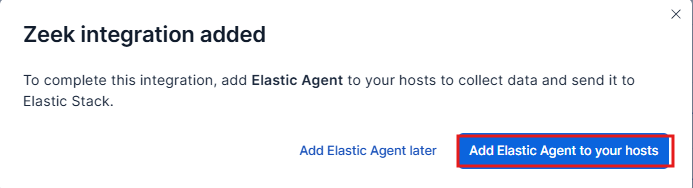 Zeek integration added
To complete this integration, add Elastic Agent to your hosts to collect data and send it to
Elastic Stack.
Add Elastic Agent later
Add Elastic Agent to your hosts